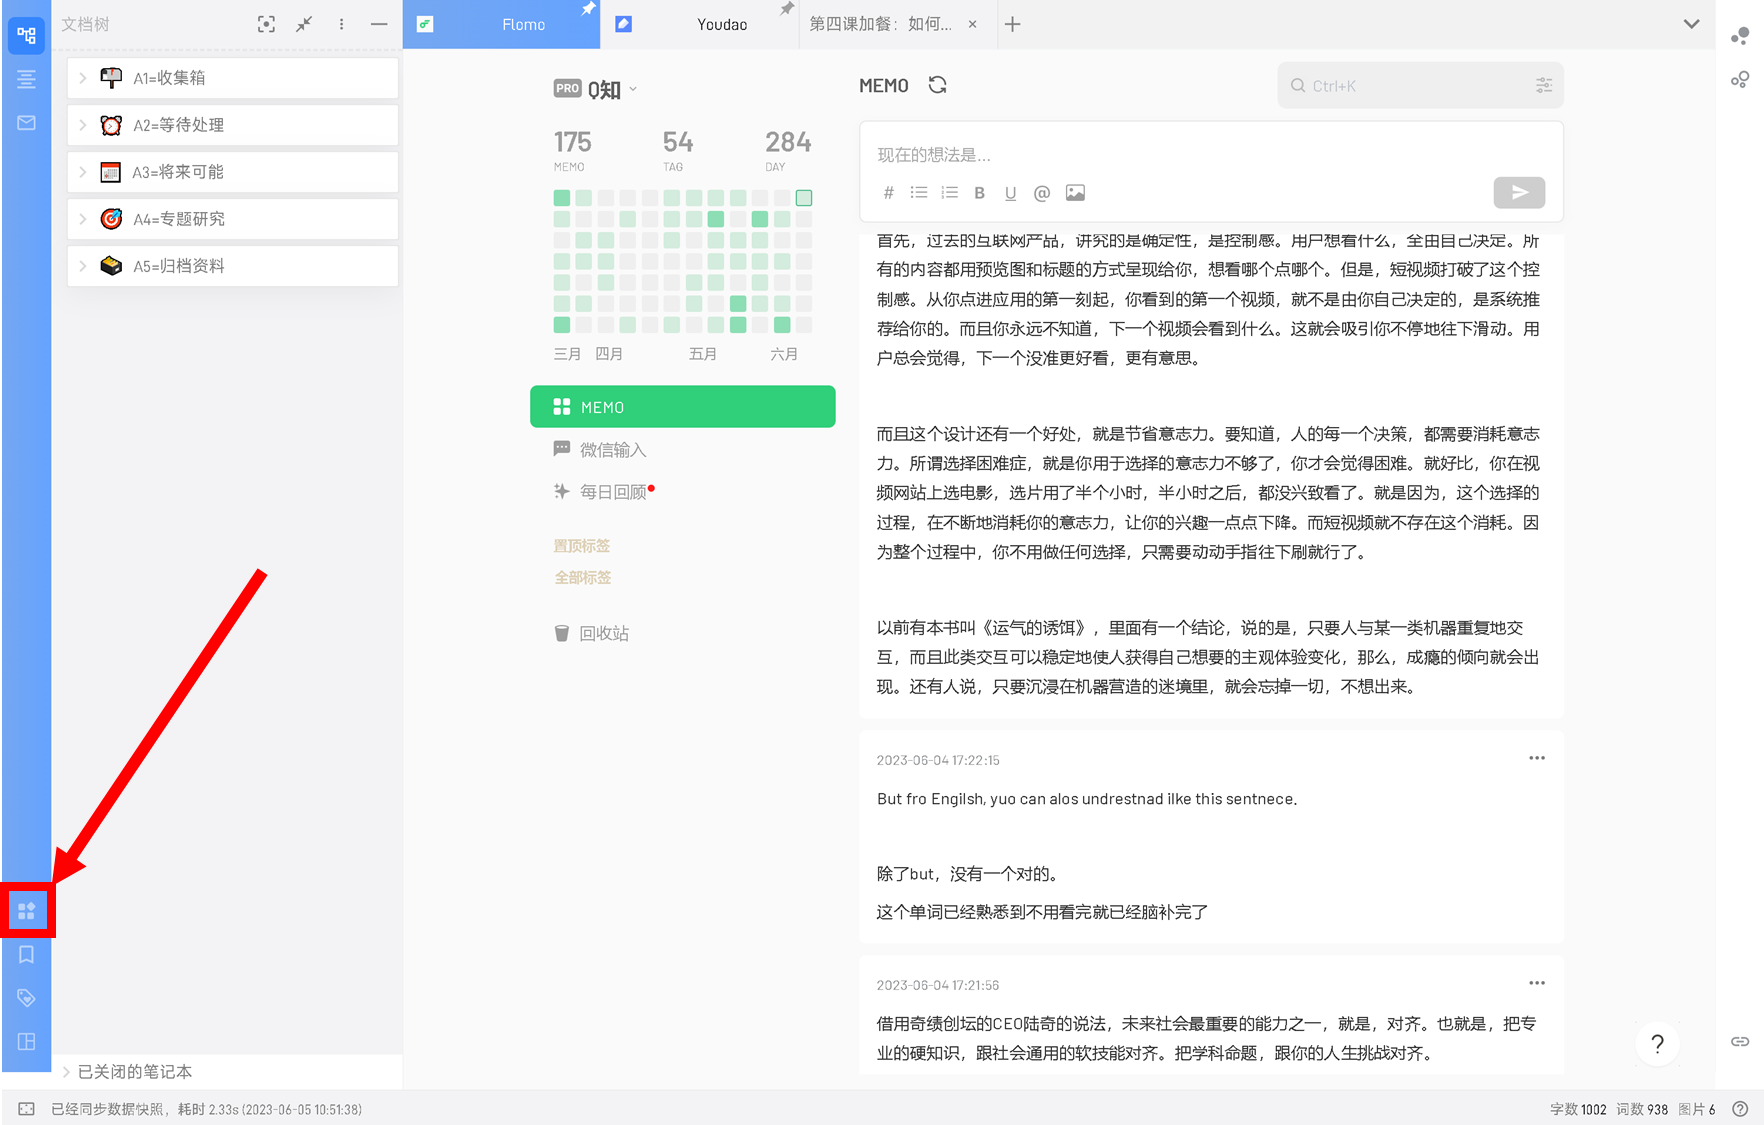 文档树
A1=收集箱
A2=等待处理
A3=将来可能
A4=专题研究
A5=归档资料
已关闭的笔记本
Flomo
Youdao
第四课加餐：如何...
PRO Q知
175 54 284
MEMO TAG DAY
三月 四月 五月 六月
MEMO
微信输入
每日回顾
置顶标签
全部标签
回收站
MEMO
Ctrl+K
现在的想法是...
# B U @
首先，过去的互联网产品，讲究的是确定性，是控制感。用户想看什么，全由自己决定。所
有的内容都用预览图和标题的方式呈现给你，想看哪个点哪个。但是，短视频打破了这个控
制感。从你点进应用的第一刻起，你看到的第一个视频，就不是由你自己决定的，是系统推
荐给你的。而且你永远不知道，下一个视频会看到什么。这就会吸引你不停地往下滑动。用
户总会觉得，下一个没准更好看，更有意思。
而且这个设计还有一个好处，就是节省意志力。要知道，人的每一个决策，都需要消耗意志
力。所谓选择困难症，就是你用于选择的意志力不够了，你才会觉得困难。就好比，你在视
频网站上选电影，选片用了半个小时，半小时之后，都没兴致看了。就是因为，这个选择的
过程，在不断地消耗你的意志力，让你的兴趣一点点下降。而短视频就不存在这个消耗。因
为整个过程中，你不用做任何选择，只需要动动手指往下刷就行了。
以前有本书叫《运气的诱饵》，里面有一个结论，说的是，只要人与某一类机器重复地交
互，而且此类交互可以稳定地使人获得自己想要的主观体验变化，那么，成瘾的倾向就会出
现。还有人说，只要沉浸在机器营造的迷境里，就会忘掉一切，不想出来。
2023-06-04 17:22:15
But fro Engilsh, yuo can alos undrestnad ilke this sentnece.
除了but，没有一个对的。
这个单词已经熟悉到不用看完就已经脑补完了
2023-06-04 17:21:56
借用奇绩创坛的CEO陆奇的说法，未来社会最重要的能力之一，就是，对齐。也就是，把专
业的硬知识，跟社会通用的软技能对齐。把学科命题，跟你的人生挑战对齐。
?
已经同步数据快照，耗时 2.33s (2023-06-05 10:51:38)
字数 1002 词数 938 图片 6